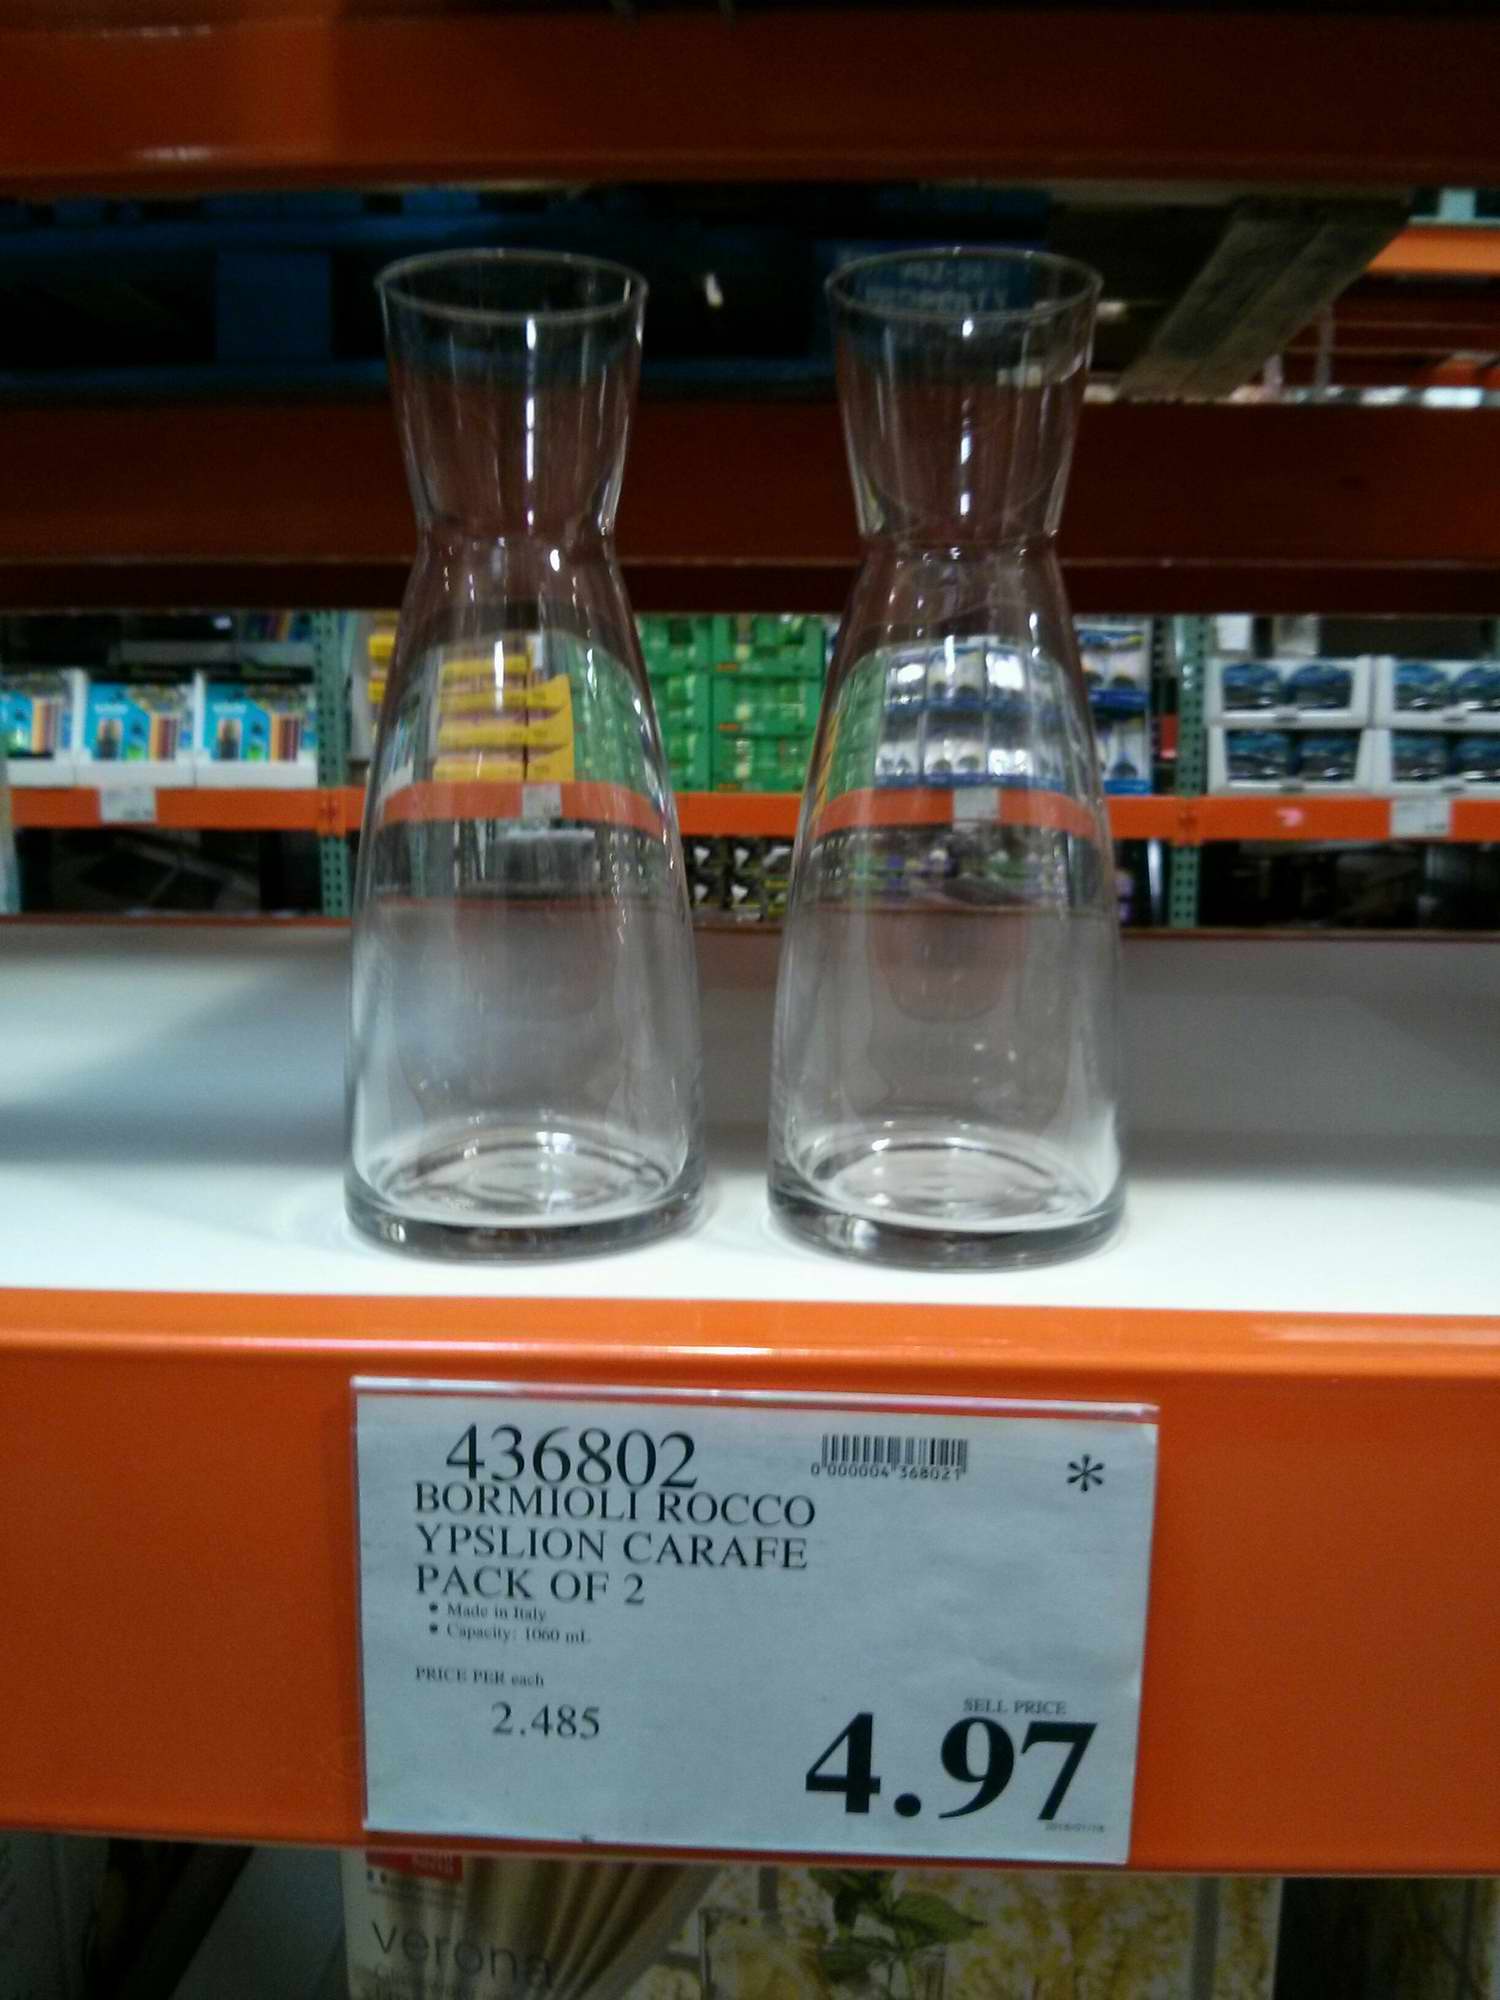 PROPERTY
436802
0 000004 368021
*
BORMIOLI ROCCO
YPSLION CARAFE
PACK OF 2
• Made in Italy
• Capacity: 1060 mL
PRICE PER each
2.485
SELL PRICE
4.97
verona